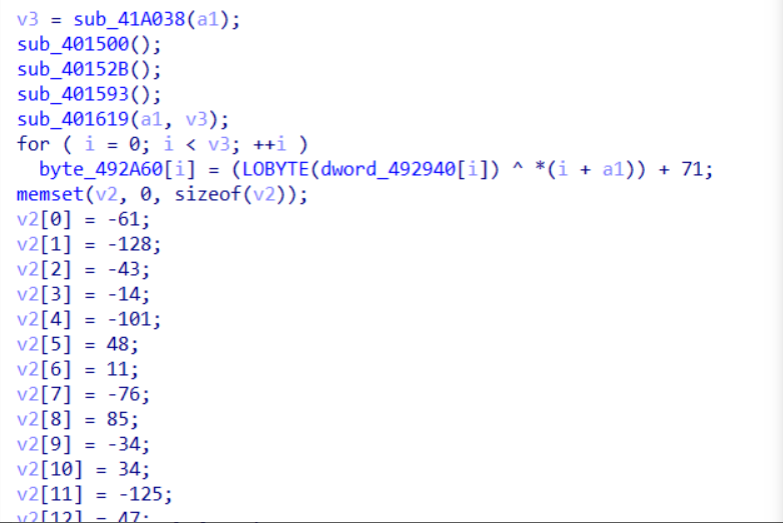 v3 = sub_41A038(a1);
sub_401500();
sub_40152B();
sub_401593();
sub_401619(a1, v3);
for ( i = 0; i < v3; ++i )
byte_492A60[i] = (LOBYTE(dword_492940[i]) ^ *(i + a1)) + 71;
memset(v2, 0, sizeof(v2));
v2[0] = -61;
v2[1] = -128;
v2[2] = -43;
v2[3] = -14;
v2[4] = -101;
v2[5] = 48;
v2[6] = 11;
v2[7] = -76;
v2[8] = 85;
v2[9] = -34;
v2[10] = 34;
v2[11] = -125;
v2[12] = 47;